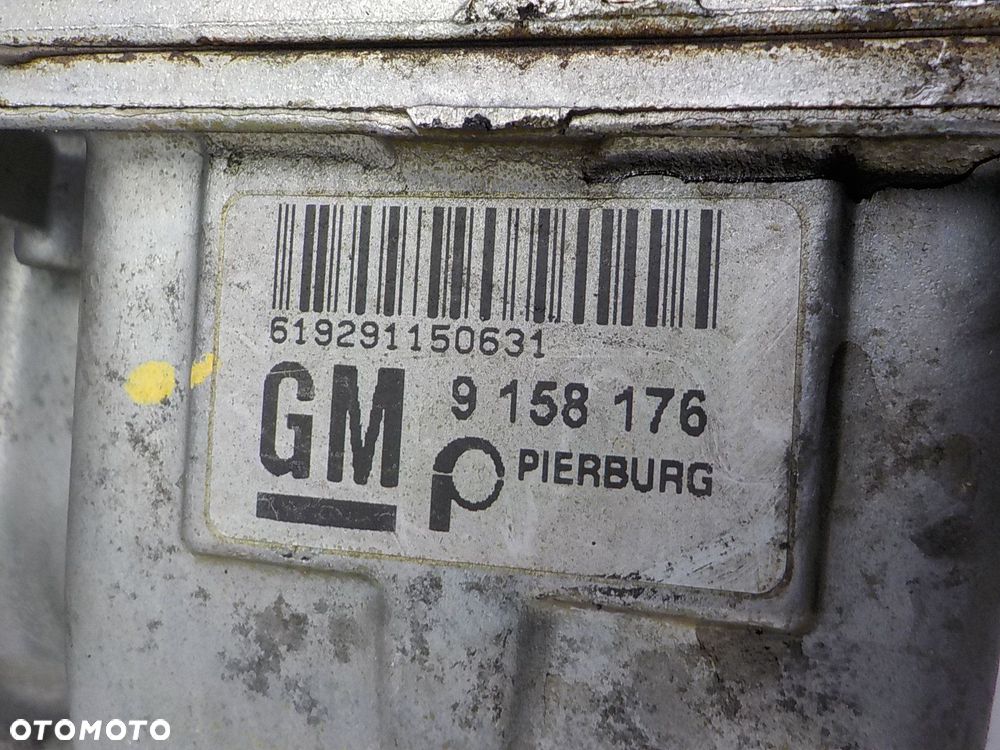 619291150631
GM 9 158 176
PIERBURG
OTOMOTO